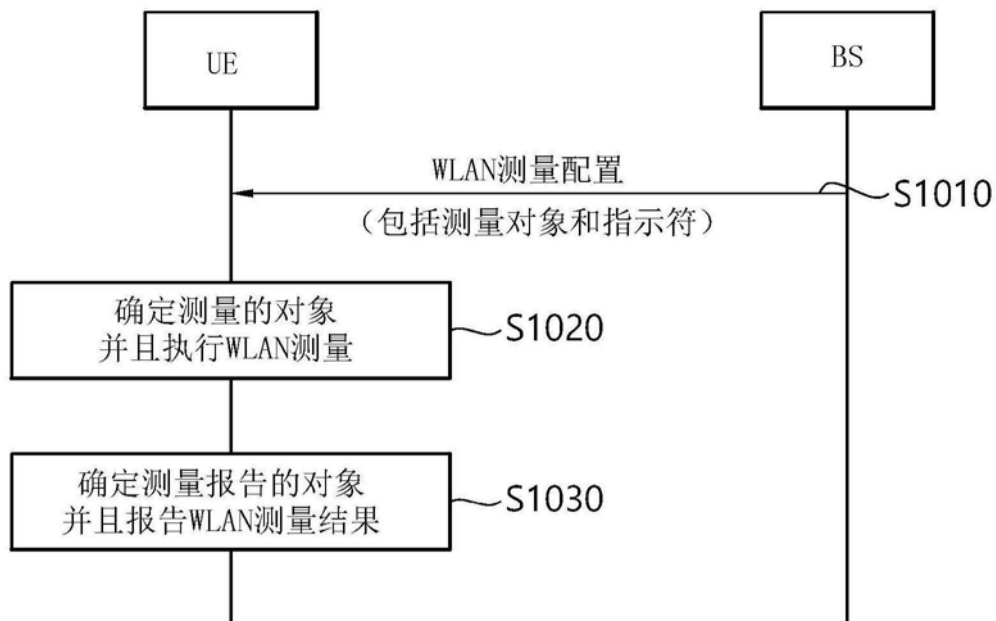 UE
BS
WLAN测量配置
S1010
（包括测量对象和指示符）
确定测量的对象
并且执行WLAN测量
S1020
确定测量报告的对象
并且报告WLAN测量结果
S1030